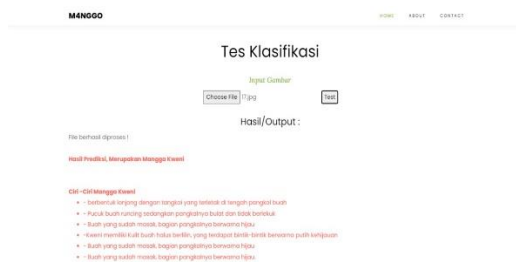 M4NGGO
HOME ABOUT CONTACT
Tes Klasifikasi
Input Gambar
Choose File 11.jpg Test
Hasil/Output :
File berhasil diproses !
Hasil Prediksi, Merupakan Mangga Kweni
Ciri -Ciri Mangga Kweni
- berbentuk lonjong dengan tangkai yang terletak di tengah pangkal buah
- Pucuk buah runcing sedangkan pangkalnya bulat dan tidak berlekuk
- Buah yang sudah masak, bagian pangkalnya berwarna hijau
-Kweni memiliki Kulit buah halus berlilin, yang terdapat bintik-bintik berwarna putih kehijauan
- Buah yang sudah masak, bagian pangkalnya berwarna hijau
- Buah yang sudah masak, bagian pangkalnya berwarna hijau.